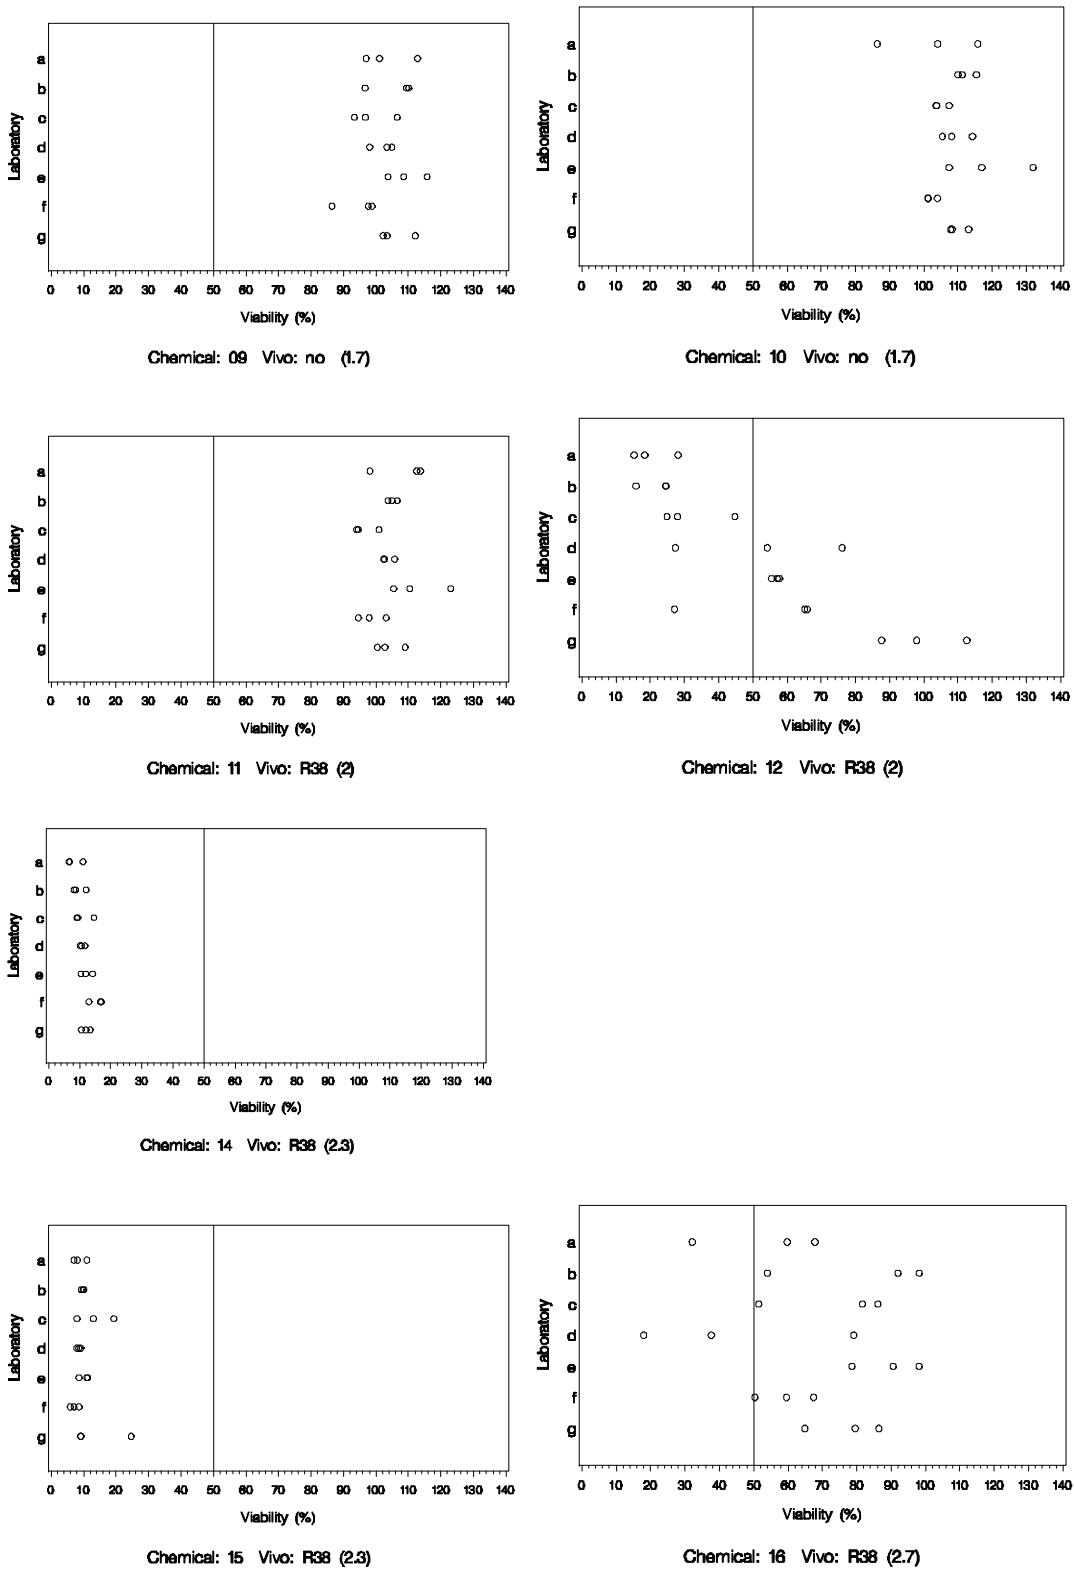 Laboratory
a
b
c
d
e
f
g
0 10 20 30 40 50 60 70 80 90 100 110 120 130 140
Viability (%)
Chemical: 09 Vivo: no (1.7)
Laboratory
a
b
c
d
e
f
g
0 10 20 30 40 50 60 70 80 90 100 110 120 130 140
Viability (%)
Chemical: 10 Vivo: no (1.7)
Laboratory
a
b
c
d
e
f
g
0 10 20 30 40 50 60 70 80 90 100 110 120 130 140
Viability (%)
Chemical: 11 Vivo: R38 (2)
Laboratory
a
b
c
d
e
f
g
0 10 20 30 40 50 60 70 80 90 100 110 120 130 140
Viability (%)
Chemical: 12 Vivo: R38 (2)
Laboratory
a
b
c
d
e
f
g
0 10 20 30 40 50 60 70 80 90 100 110 120 130 140
Viability (%)
Chemical: 14 Vivo: R38 (2.3)
Laboratory
a
b
c
d
e
f
g
0 10 20 30 40 50 60 70 80 90 100 110 120 130 140
Viability (%)
Chemical: 15 Vivo: R38 (2.3)
Laboratory
a
b
c
d
e
f
g
0 10 20 30 40 50 60 70 80 90 100 110 120 130 140
Viability (%)
Chemical: 16 Vivo: R38 (2.7)